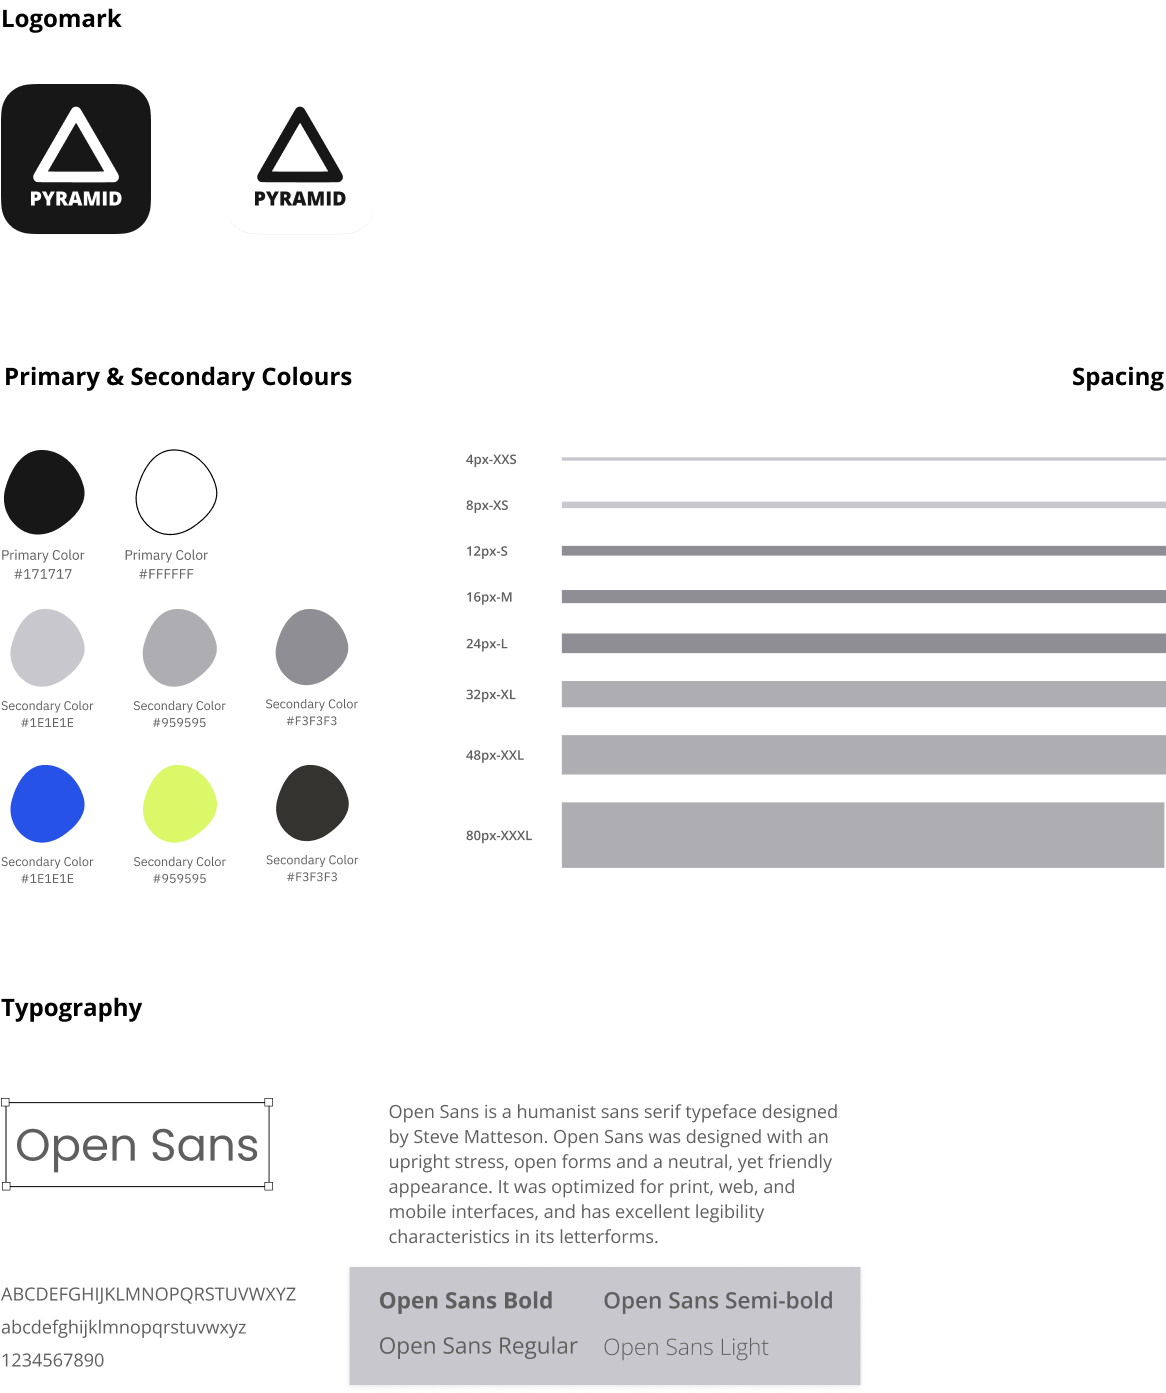 Logomark
PYRAMID
PYRAMID
Primary & Secondary Colours
Spacing
Primary Color
#171717
Primary Color
#FFFFFF
Secondary Color
#1E1E1E
Secondary Color
#959595
Secondary Color
#F3F3F3
Secondary Color
#1E1E1E
Secondary Color
#959595
Secondary Color
#F3F3F3
4px-XXS
8px-XS
12px-S
16px-M
24px-L
32px-XL
48px-XXL
80px-XXXL
Typography
Open Sans
Open Sans is a humanist sans serif typeface designed
by Steve Matteson. Open Sans was designed with an
upright stress, open forms and a neutral, yet friendly
appearance. It was optimized for print, web, and
mobile interfaces, and has excellent legibility
characteristics in its letterforms.
ABCDEFGHIJKLMNOPQRSTUVWXYZ
abcdefghijklmnopqrstuvwxyz
1234567890
Open Sans Bold
Open Sans Semi-bold
Open Sans Regular
Open Sans Light